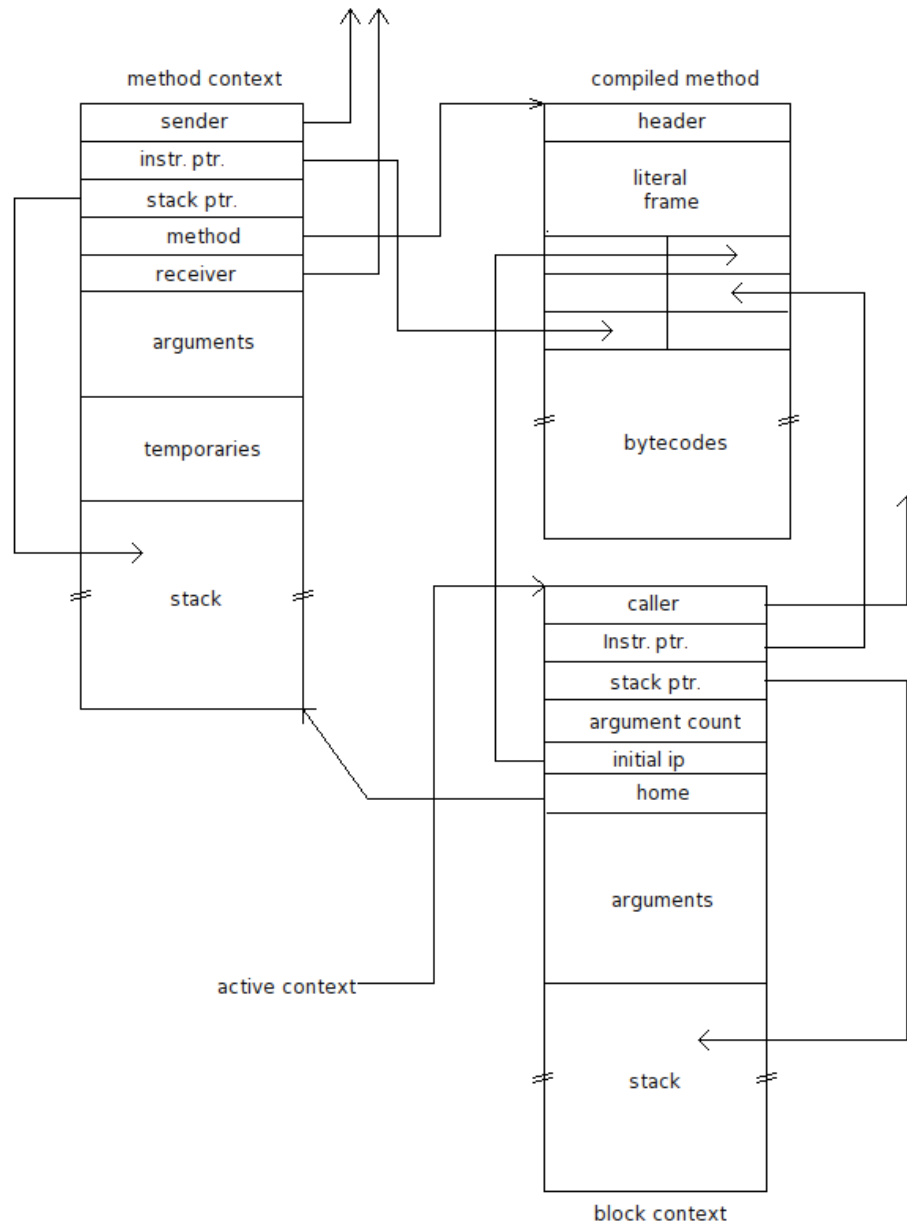 method context
sender
instr. ptr.
stack ptr.
method
receiver
arguments
temporaries
stack
compiled method
header
literal
frame
bytecodes
caller
Instr. ptr.
stack ptr.
argument count
initial ip
home
arguments
active context
stack
block context